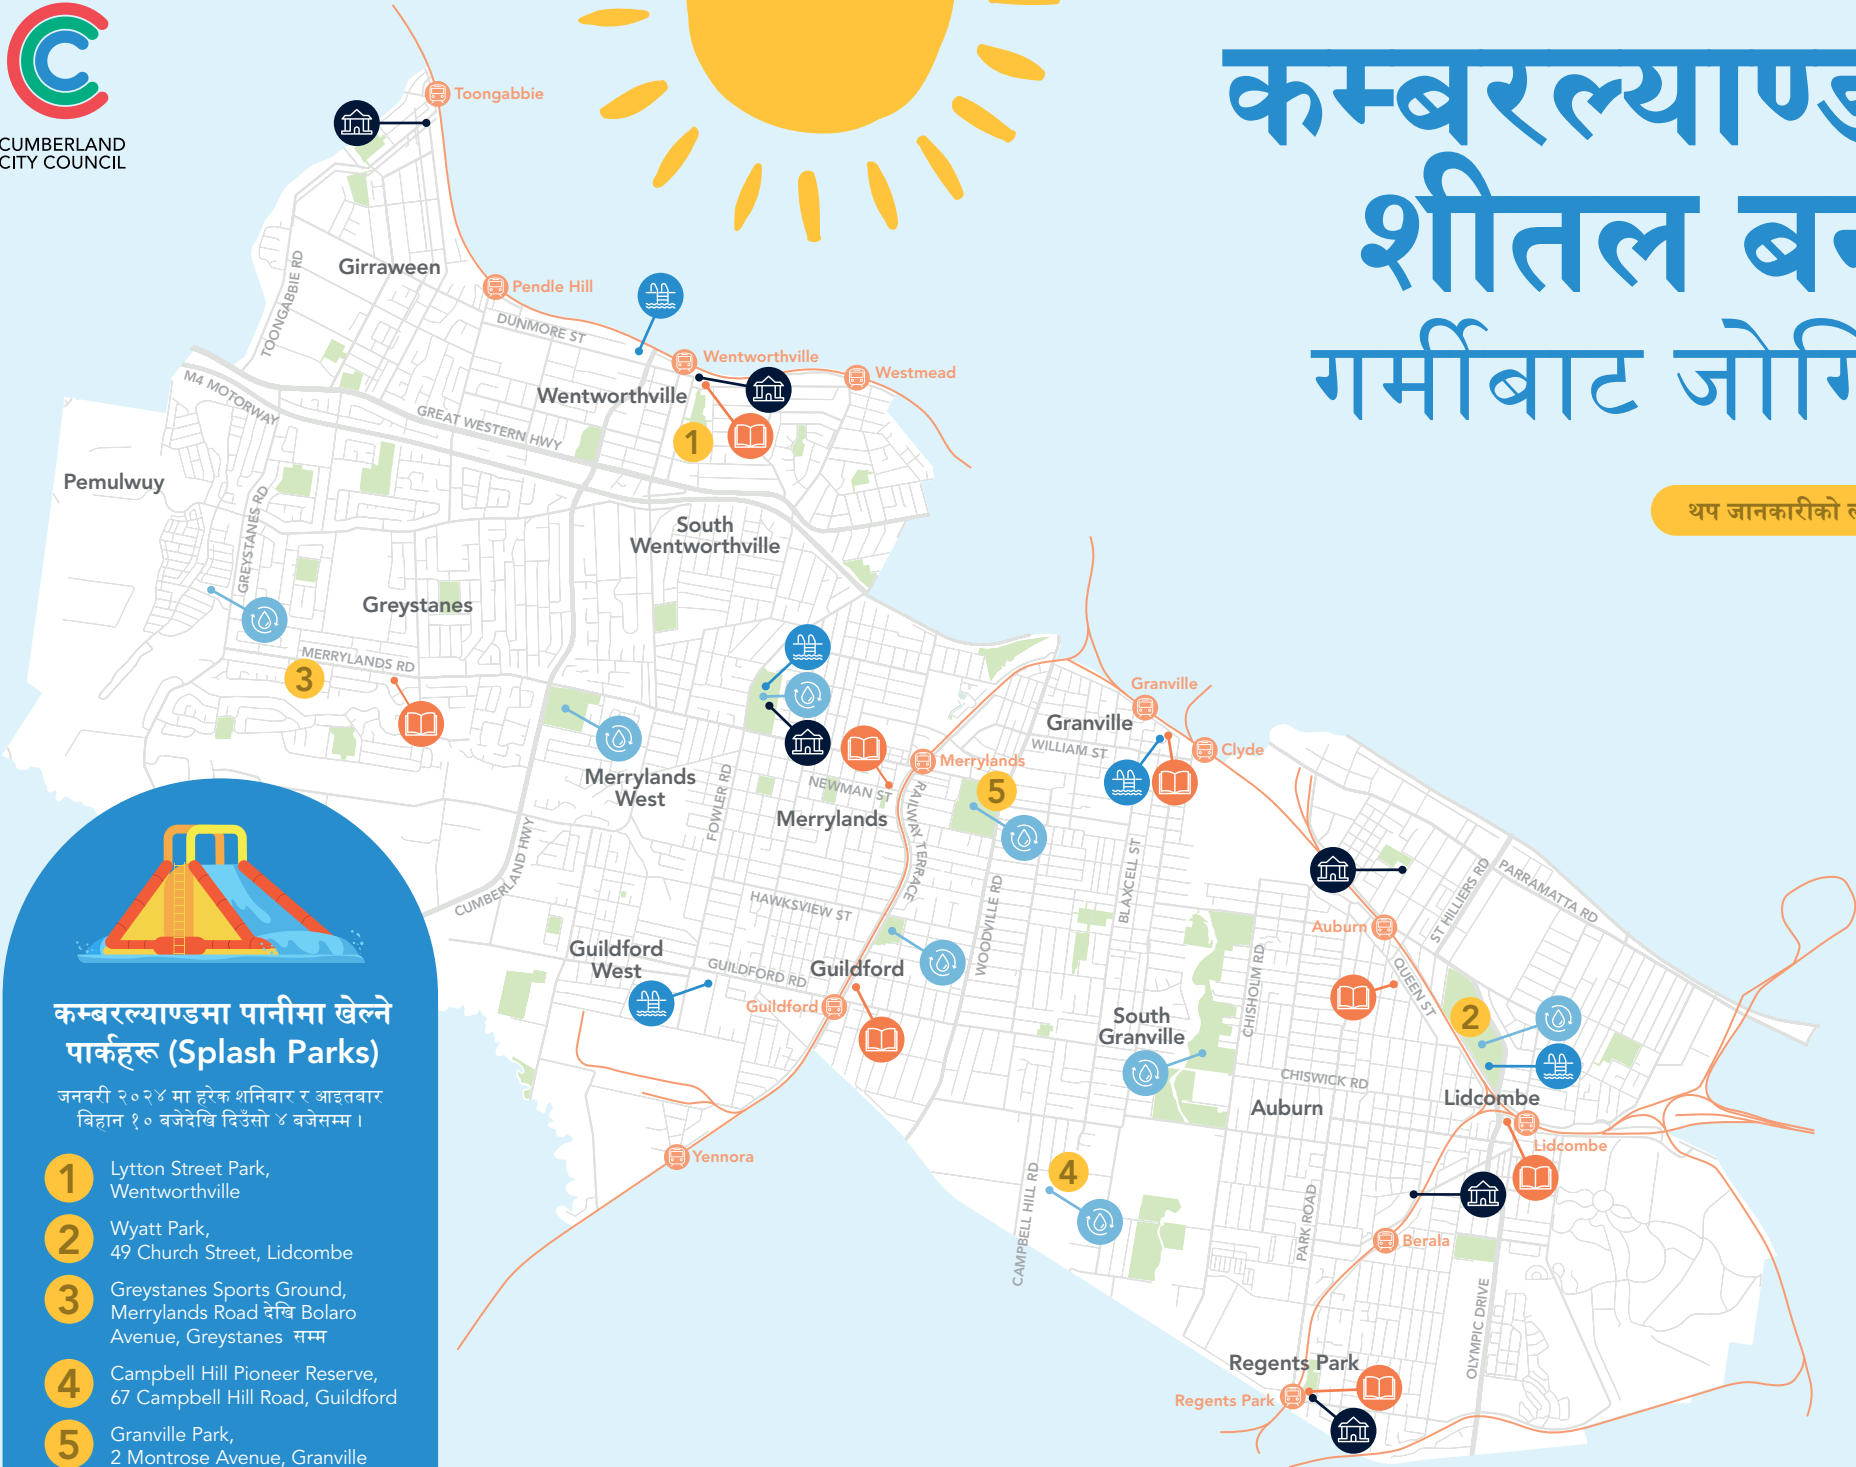 CUMBERLAND
CITY COUNCIL
कम्बरल्याण्ड
शीतल
गर्मीबाट
थप जानकारीको
Toongabbie
Girraween
TOONGABBIE RD
Pendle Hill
DUNMORE ST
Wentworthville
Westmead
Wentworthville
M4 MOTORWAY
GREAT WESTERN HWY
1
Pemulwuy
GREYSTANES RD
South
Wentworthville
Greystanes
MERRYLANDS RD
3
Granville
Granville
WILLIAM ST
Clyde
Merrylands
West
FOWLER RD
NEWMAN ST
Merrylands
Merrylands
5
RAILWAY TERRACE
CUMBERLAND HWY
HAWKSVIEW ST
WOODVILLE RD
BLAXCELL ST
ST HILLIERS RD
PARRAMATTA RD
Auburn
QUEEN ST
CHISHOLM RD
Guildford
West
GUILDFORD RD
Guildford
Guildford
South
Granville
2
CHISWICK RD
Auburn
Lidcombe
Lidcombe
Yennora
4
CAMPBELL HILL RD
PARK ROAD
Berala
OLYMPIC DRIVE
Regents Park
Regents Park
कम्बरल्याण्डमा पानीमा खेल्ने
पार्कहरू (Splash Parks)
जनवरी २०२४ मा हरेक शनिबार र आइतबार
बिहान १० बजेदेखि दिउँसो ४ बजेसम्म ।
1 Lytton Street Park,
Wentworthville
2 Wyatt Park,
49 Church Street, Lidcombe
3 Greystanes Sports Ground,
Merrylands Road देखि Bolaro
Avenue, Greystanes सम्म
4 Campbell Hill Pioneer Reserve,
67 Campbell Hill Road, Guildford
5 Granville Park,
2 Montrose Avenue, Granville